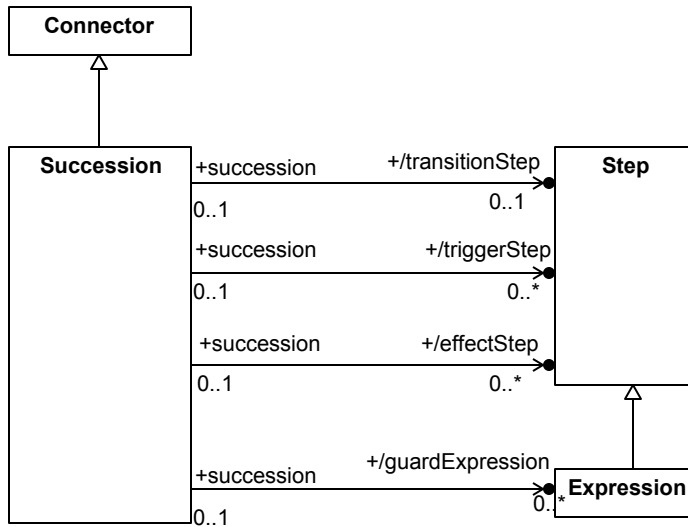 Connector
Succession
Step
+succession
+/transitionStep
0..1
0..1
+succession
+/triggerStep
0..1
0..*
+succession
+/effectStep
0..1
0..*
+succession
+/guardExpression
0..1
0..*
Expression